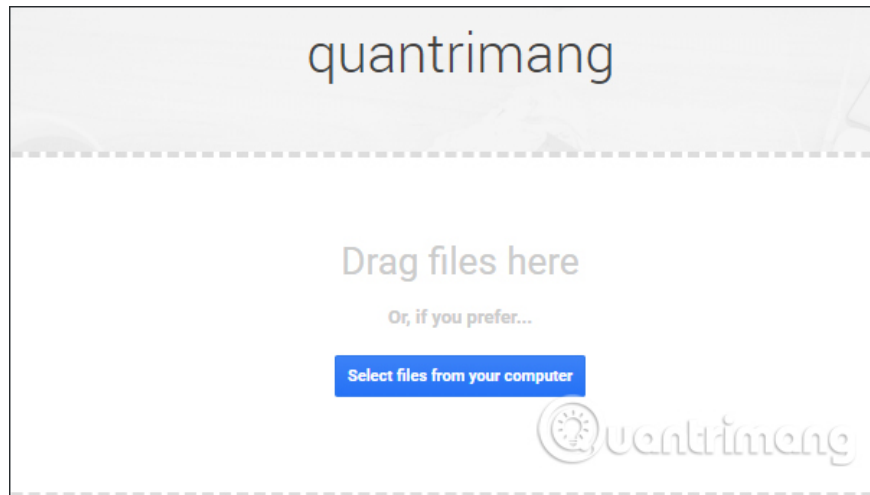 quantrimang
Drag files here
Or, if you prefer...
Select files from your computer
Quantrimang